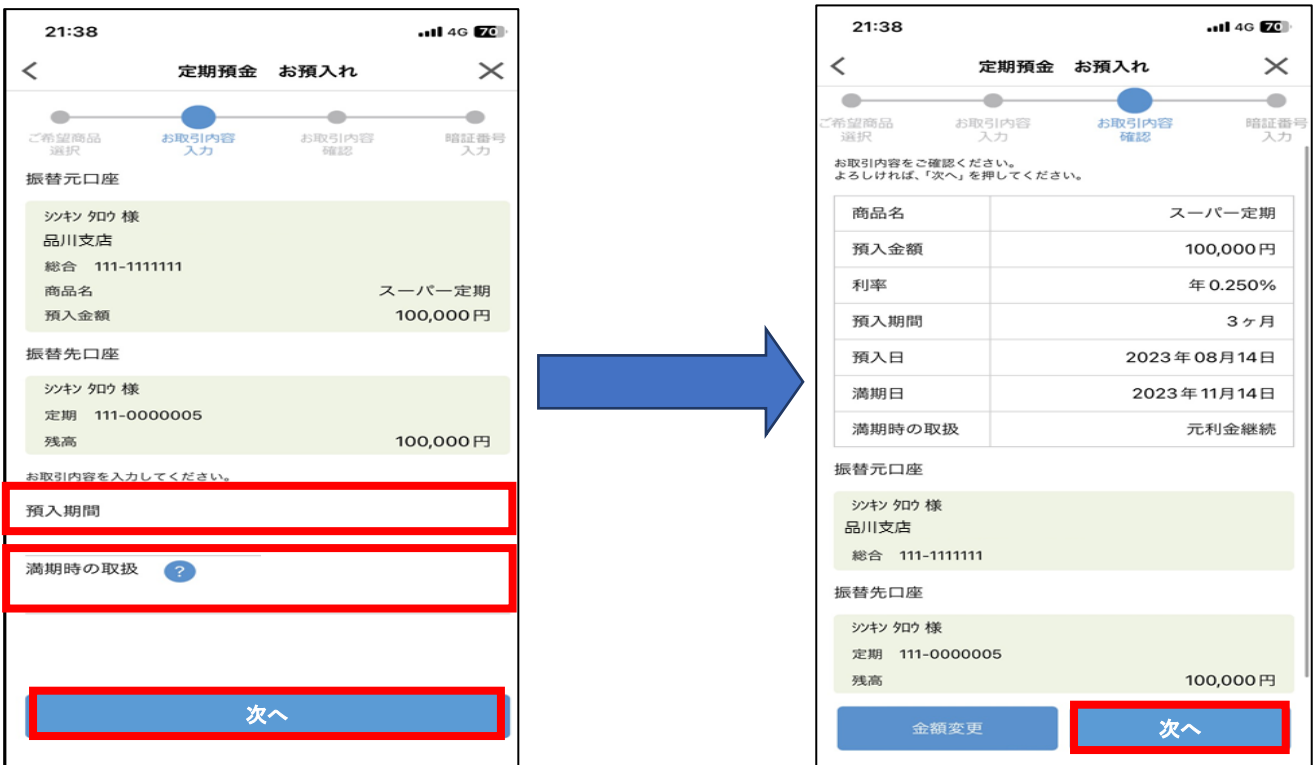 21:38
4G 70
定期預金 お預入れ
ご希望商品
選択
お取引内容
入力
お取引内容
確認
暗証番号
入力
振替元口座
シンキン タロウ 様
品川支店
総合 111-1111111
商品名 スーパー定期
預入金額 100,000円
振替先口座
シンキン タロウ 様
定期 111-0000005
残高 100,000円
お取引内容を入力してください。
預入期間
満期時の取扱 ?
次へ
21:38
4G 70
定期預金 お預入れ
ご希望商品
選択
お取引内容
入力
お取引内容
確認
暗証番号
入力
お取引内容をご確認ください。
よろしければ、「次へ」を押してください。
商品名 スーパー定期
預入金額 100,000円
利率 年0.250%
預入期間 3ヶ月
預入日 2023年08月14日
満期日 2023年11月14日
満期時の取扱 元利金継続
振替元口座
シンキン タロウ 様
品川支店
総合 111-1111111
振替先口座
シンキン タロウ 様
定期 111-0000005
残高 100,000円
金額変更
次へ